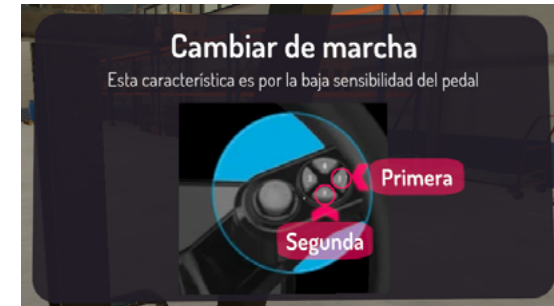 Cambiar de marcha
Esta característica es por la baja sensibilidad del pedal
Primera
Segunda